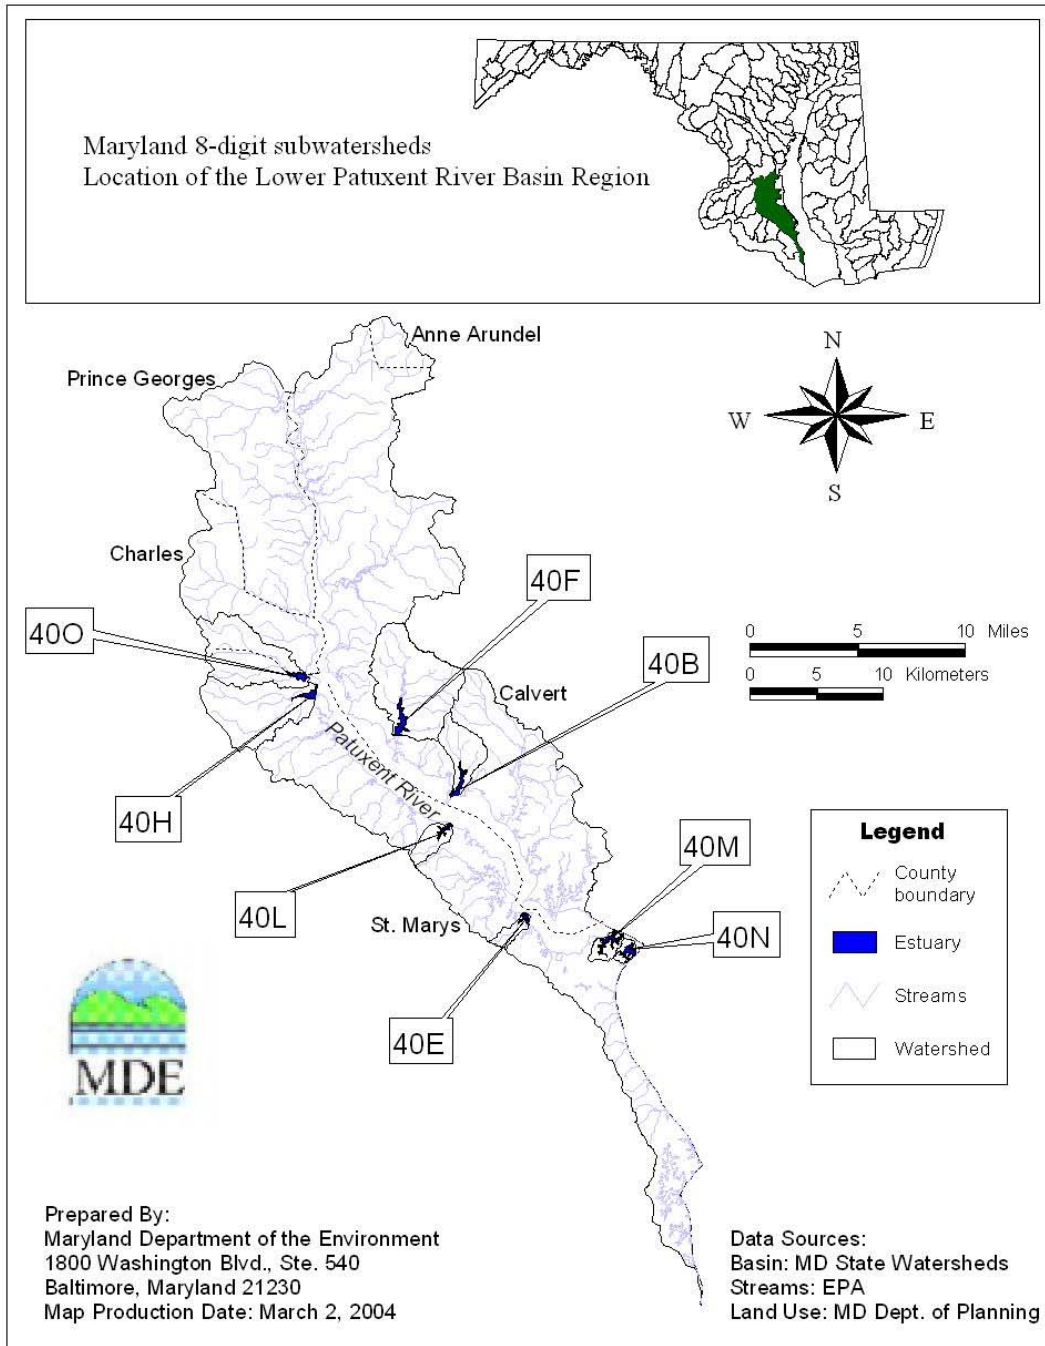 Maryland 8-digit subwatersheds
Location of the Lower Patuxent River Basin Region
Anne Arundel
Prince Georges
N
W
E
S
Charles
40F
40O
40B
0 5 10 Miles
0 5 10 Kilometers
Calvert
Patuxent River
40H
40M
Legend
County
boundary
40L
St. Marys
40N
Estuary
Streams
40E
Watershed
MDE
Prepared By:
Maryland Department of the Environment
1800 Washington Blvd., Ste. 540
Baltimore, Maryland 21230
Map Production Date: March 2, 2004
Data Sources:
Basin: MD State Watersheds
Streams: EPA
Land Use: MD Dept. of Planning